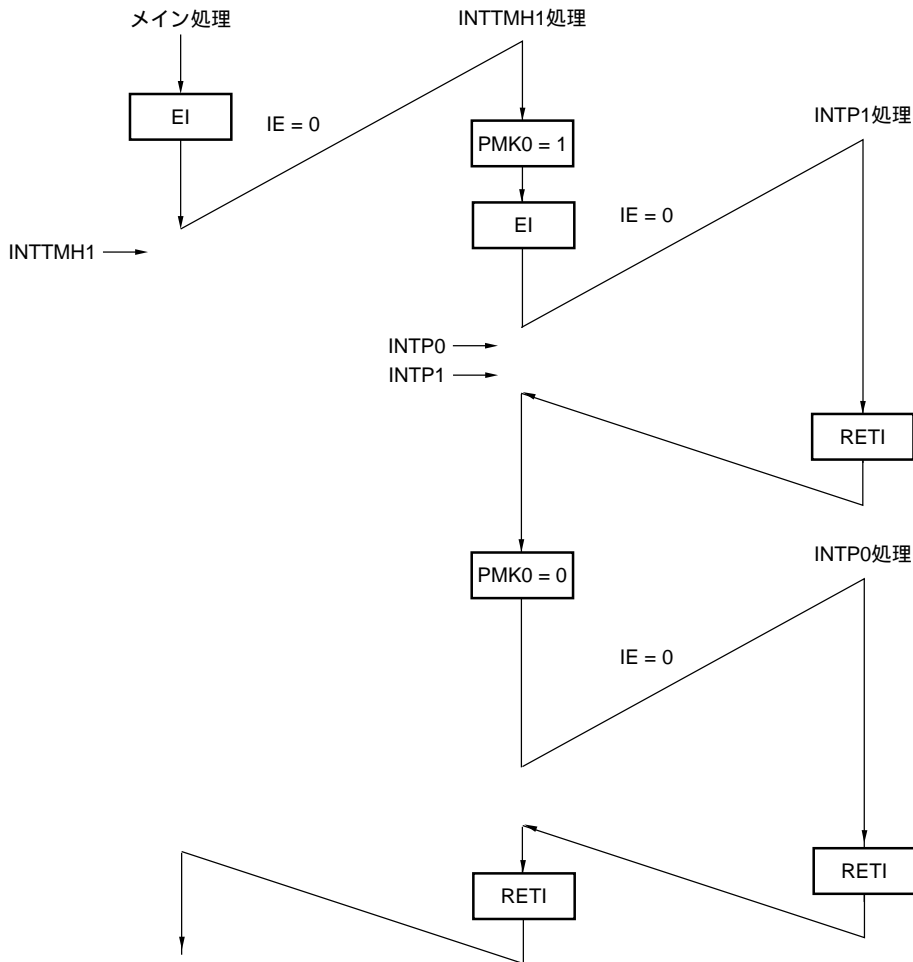 メイン処理
INTTMH1処理
EI
IE = 0
INTP1処理
PMK0 = 1
EI
IE = 0
INTTMH1
INTP0
INTP1
RETI
INTP0処理
PMK0 = 0
IE = 0
RETI
RETI